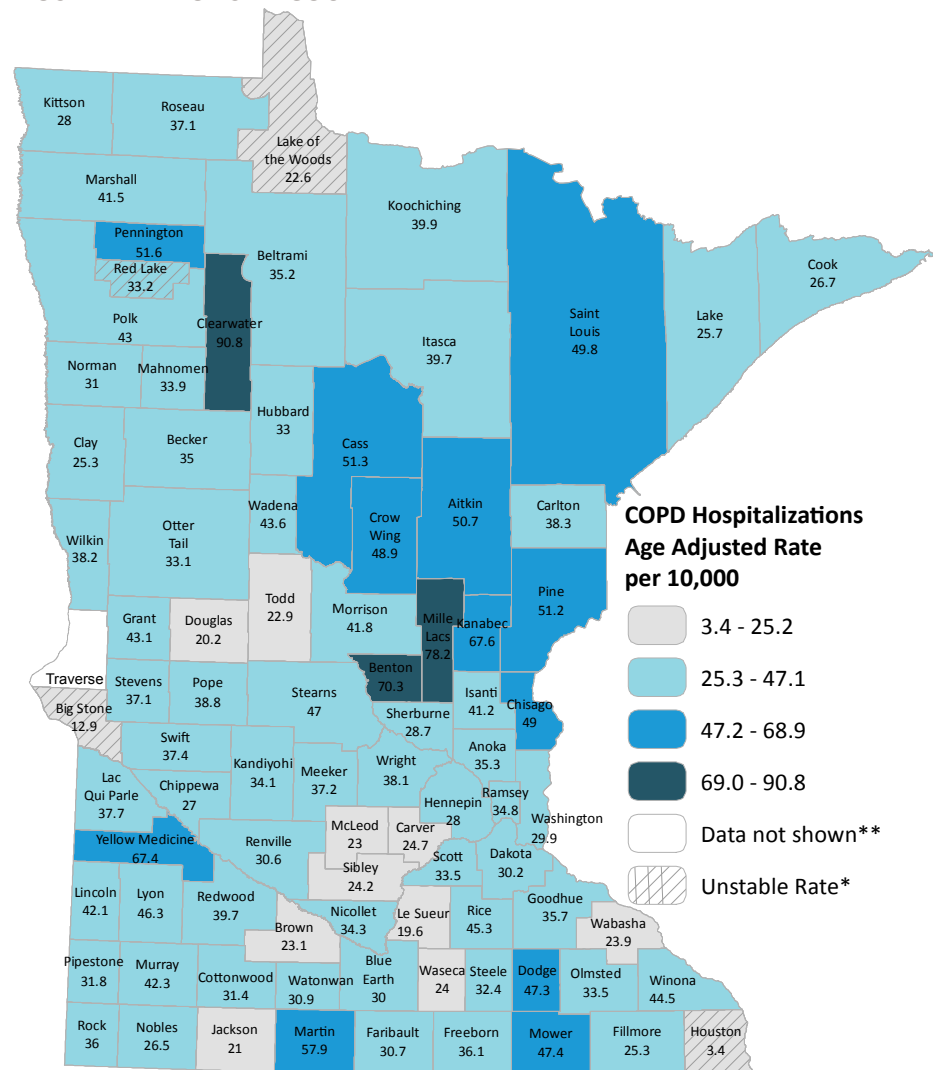 Kittson
28
Roseau
37.1
Lake of
the Woods
22.6
Marshall
41.5
Koochiching
39.9
Pennington
51.6
Beltrami
35.2
Red Lake
33.2
Cook
26.7
Lake
25.7
Saint
Louis
49.8
Polk
43
Clearwater
90.8
Itasca
39.7
Norman
31
Mahnomen
33.9
Hubbard
33
Clay
25.3
Becker
35
Cass
51.3
Wadena
43.6
Aitkin
50.7
Carlton
38.3
Crow
Wing
48.9
Otter
Tail
33.1
Wilkin
38.2
COPD Hospitalizations
Age Adjusted Rate
per 10,000
3.4 - 25.2
25.3 - 47.1
47.2 - 68.9
69.0 - 90.8
Data not shown**
Unstable Rate*
Pine
51.2
Todd
22.9
Morrison
41.8
Mille
Lacs
78.2
Kanabec
67.6
Grant
43.1
Douglas
20.2
Benton
70.3
Traverse
Stevens
37.1
Pope
38.8
Stearns
47
Isanti
41.2
Chisago
49
Big Stone
12.9
Sherburne
28.7
Swift
37.4
Kandiyohi
34.1
Meeker
37.2
Wright
38.1
Anoka
35.3
Lac
Qui Parle
37.7
Chippewa
27
Hennepin
28
Ramsey
34.8
Washington
29.9
McLeod
23
Carver
24.7
Yellow Medicine
67.4
Renville
30.6
Scott
33.5
Dakota
30.2
Sibley
24.2
Lincoln
42.1
Lyon
46.3
Redwood
39.7
Nicollet
34.3
Le Sueur
19.6
Rice
45.3
Goodhue
35.7
Wabasha
23.9
Brown
23.1
Pipestone
31.8
Murray
42.3
Cottonwood
31.4
Watonwan
30.9
Blue
Earth
30
Waseca
24
Steele
32.4
Dodge
47.3
Olmsted
33.5
Winona
44.5
Rock
36
Nobles
26.5
Jackson
21
Martin
57.9
Faribault
30.7
Freeborn
36.1
Mower
47.4
Fillmore
25.3
Houston
3.4